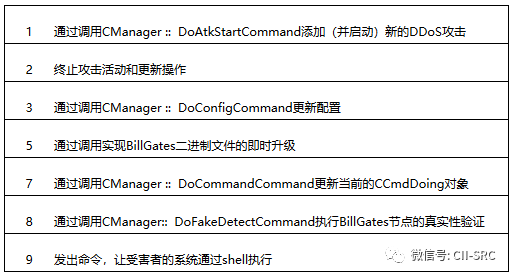 1 通过调用CManager :: DoAtkStartCommand添加（并启动）新的DDoS攻击
2 终止攻击活动和更新操作
3 通过调用CManager :: DoConfigCommand更新配置
5 通过调用实现BillGates二进制文件的即时升级
7 通过调用CManager :: DoCommandCommand更新当前的CCmdDoing对象
8 通过调用CManager:: DoFakeDetectCommand执行BillGates节点的真实性验证
9 发出命令，让受害者的系统通过shell执行
微信号: CII-SRC